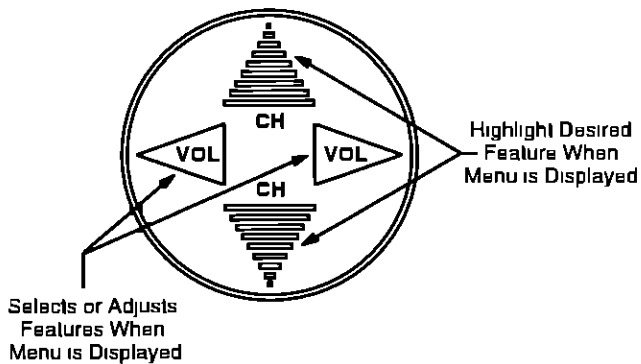 CH
VOL
VOL
CH
Highlight Desired
Feature When
Menu is Displayed
Selects or Adjusts
Features When
Menu is Displayed